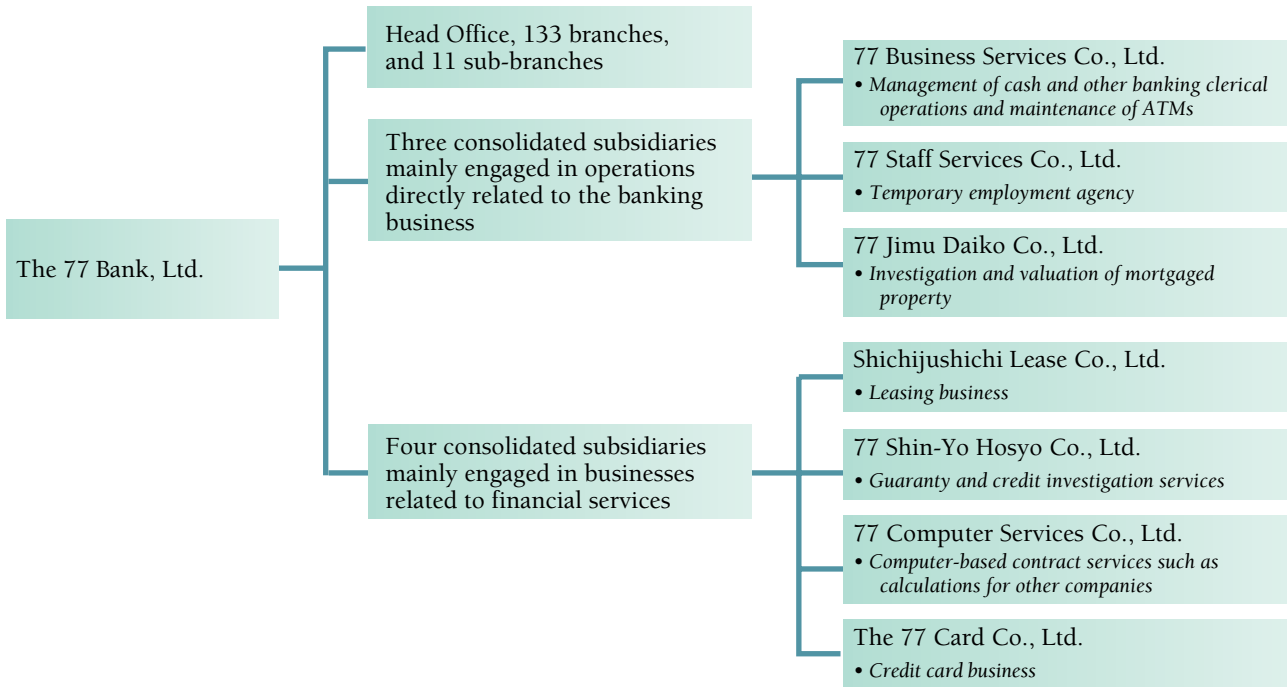 The 77 Bank, Ltd.
Head Office, 133 branches,
and 11 sub-branches
Three consolidated subsidiaries
mainly engaged in operations
directly related to the banking
business
77 Business Services Co., Ltd.
• Management of cash and other banking clerical
operations and maintenance of ATMs
77 Staff Services Co., Ltd.
• Temporary employment agency
77 Jimu Daiko Co., Ltd.
• Investigation and valuation of mortgaged
property
Four consolidated subsidiaries
mainly engaged in businesses
related to financial services
Shichijushichi Lease Co., Ltd.
• Leasing business
77 Shin-Yo Hosyo Co., Ltd.
• Guaranty and credit investigation services
77 Computer Services Co., Ltd.
• Computer-based contract services such as
calculations for other companies
The 77 Card Co., Ltd.
• Credit card business